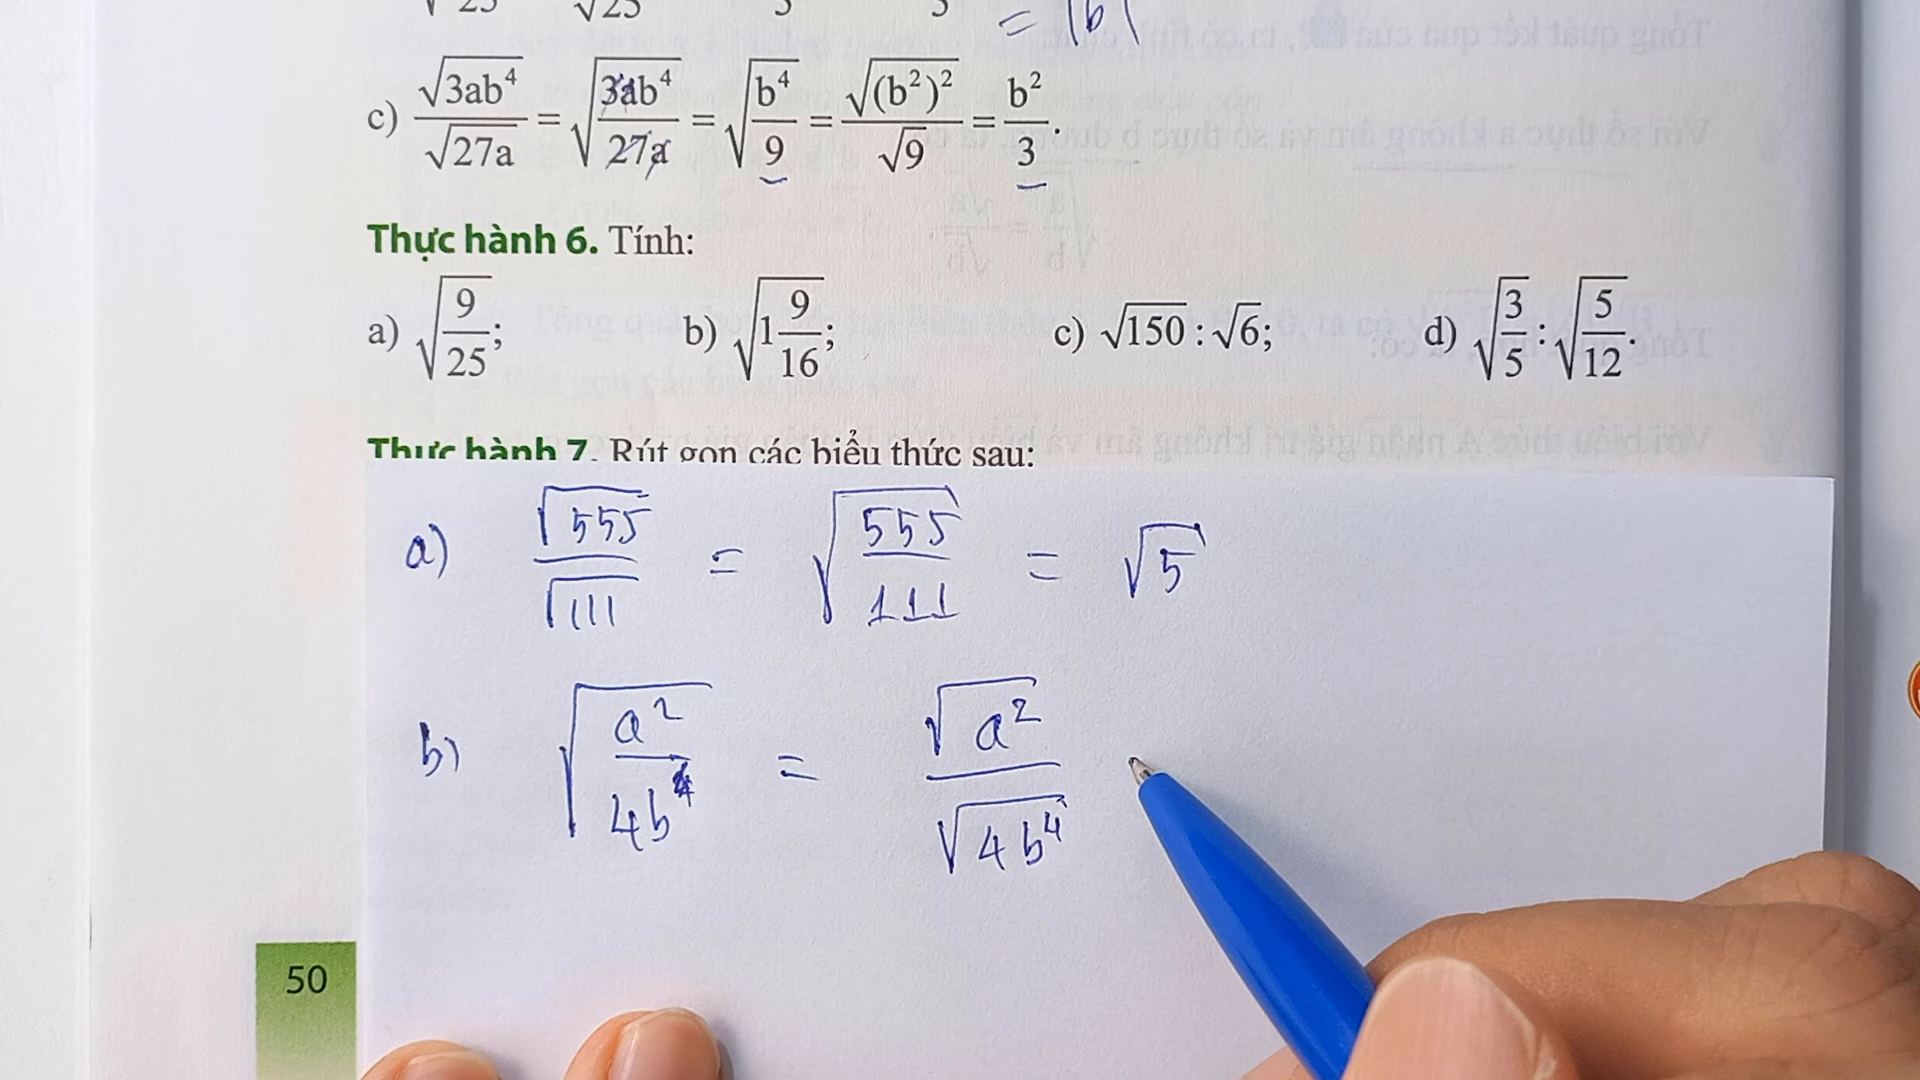 = |b|
c) √(3ab⁴)/√(27a) = √(3ab⁴/27a) = √(b⁴/9) = √((b²)²)/√9 = b²/3.
Thực hành 6. Tính:
a) √(9/25); b) √(1 9/16); c) √150 : √6; d) √(3/5) : √(5/12).
Thực hành 7. Rút gọn các biểu thức sau:
a) √555/√111 = √(555/111) = √5
b) √(a²/4b⁴) = √(a²)/√(4b⁴)
50